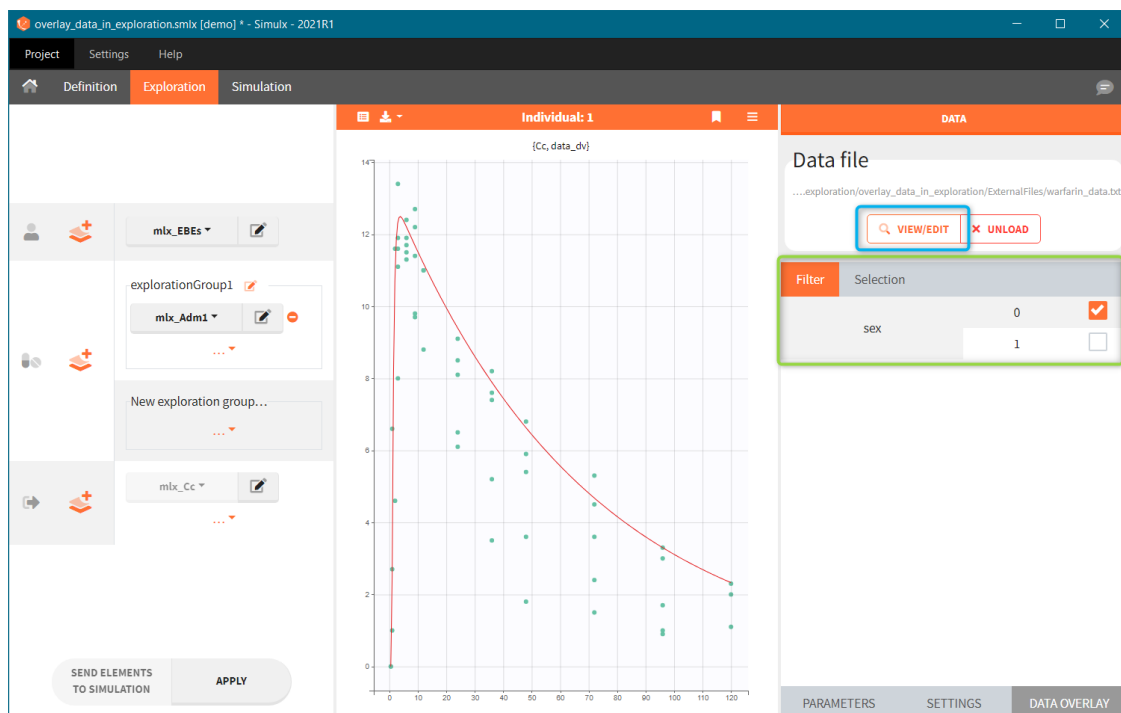 overlay_data_in_exploration.smlx [demo] * - Simulx - 2021R1
Project Settings Help
Definition Exploration Simulation
Individual: 1
DATA
{Cc, data_dv}
Data file
....exploration/overlay_data_in_exploration/ExternalFiles/warfarin_data.txt
VIEW/EDIT
UNLOAD
Filter Selection
sex
0
1
mlx_EBEs
explorationGroup1
mlx_Adm1
...
New exploration group...
...
mlx_Cc
...
SEND ELEMENTS
TO SIMULATION
APPLY
14
12
10
8
6
4
2
0
0 10 20 30 40 50 60 70 80 90 100 110 120
PARAMETERS SETTINGS DATA OVERLAY